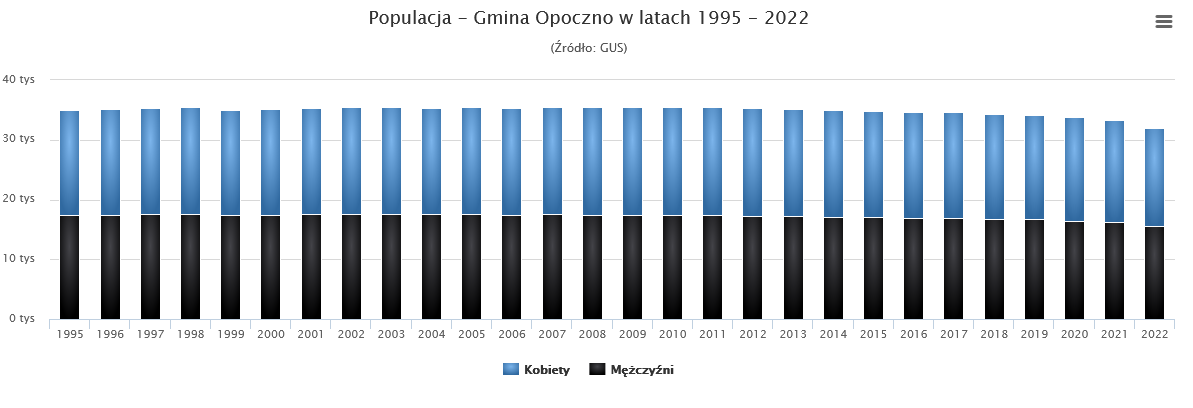 Populacja - Gmina Opoczno w latach 1995 - 2022
(Źródło: GUS)
40 tys
30 tys
20 tys
10 tys
0 tys
1995 1996 1997 1998 1999 2000 2001 2002 2003 2004 2005 2006 2007 2008 2009 2010 2011 2012 2013 2014 2015 2016 2017 2018 2019 2020 2021 2022
Kobiety Mężczyźni